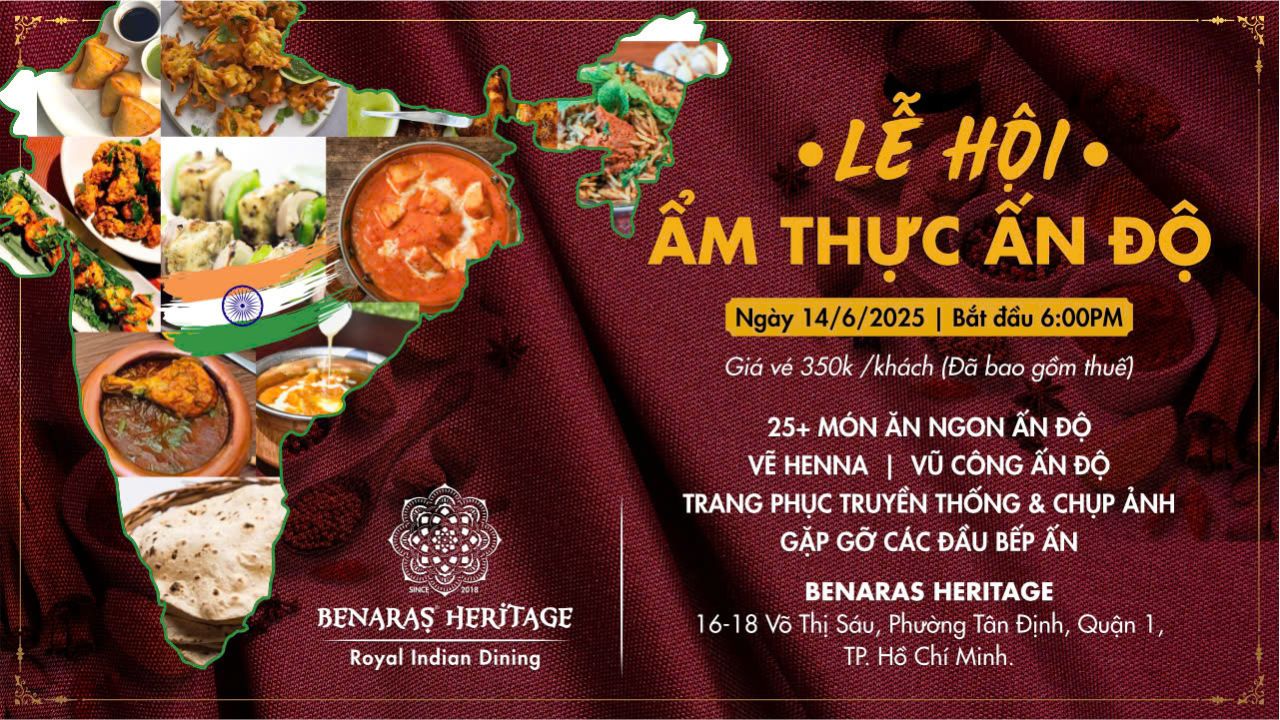 • LỄ HỘI •
ẨM THỰC ẤN ĐỘ
Ngày 14/6/2025 | Bắt đầu 6:00PM
Giá vé 350k /khách (Đã bao gồm thuế)
25+ MÓN ĂN NGON ẤN ĐỘ
VẼ HENNA | VŨ CÔNG ẤN ĐỘ
TRANG PHỤC TRUYỀN THỐNG & CHỤP ẢNH
GẶP GỠ CÁC ĐẦU BẾP ẤN
BENARAS HERITAGE
16-18 Võ Thị Sáu, Phường Tân Định, Quận 1,
TP. Hồ Chí Minh.
SINCE 2018
BENARAS HERITAGE
Royal Indian Dining